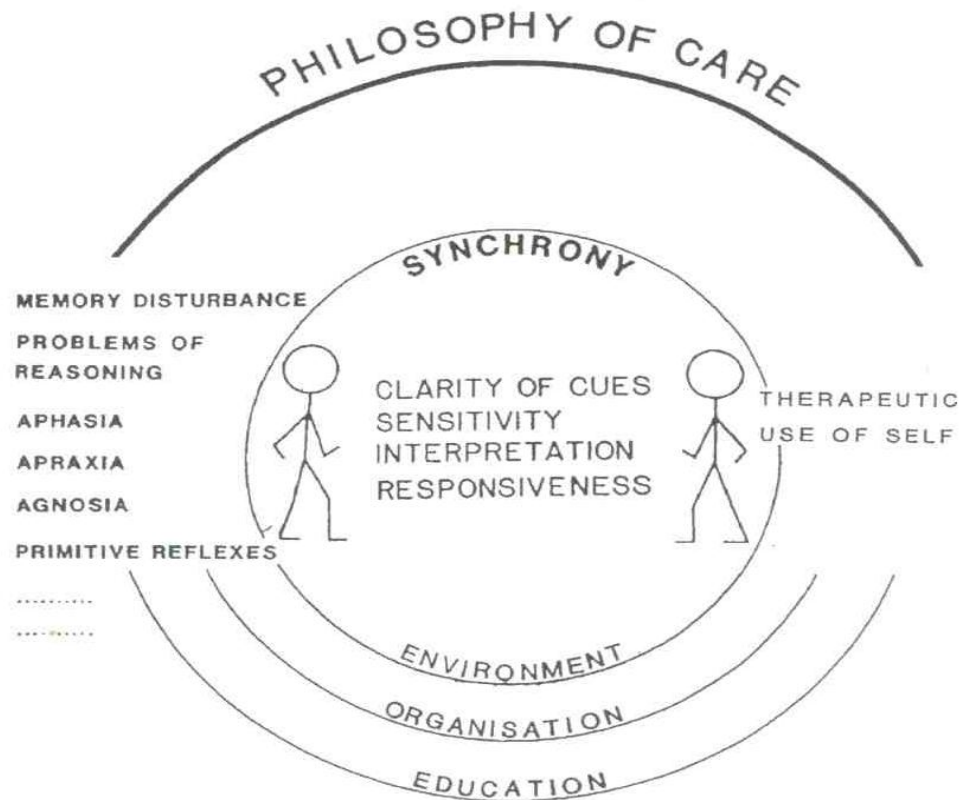 PHILOSOPHY OF CARE
SYNCHRONY
MEMORY DISTURBANCE
PROBLEMS OF
REASONING
APHASIA
APRAXIA
AGNOSIA
PRIMITIVE REFLEXES
..........
..........
CLARITY OF CUES
SENSITIVITY
INTERPRETATION
RESPONSIVENESS
THERAPEUTIC
USE OF SELF
ENVIRONMENT
ORGANISATION
EDUCATION